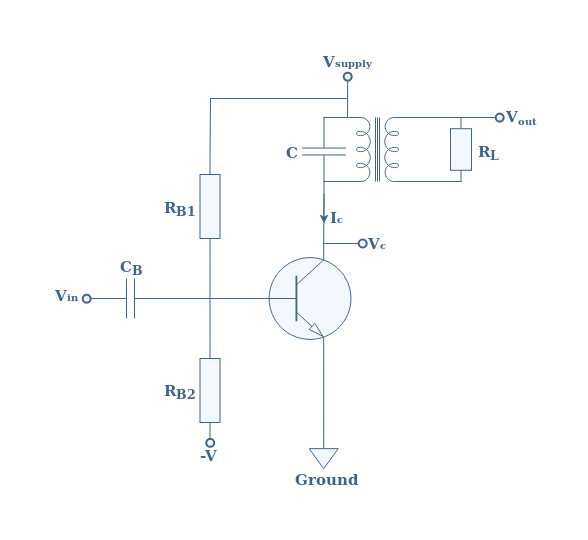 Vsupply
Vout
C
RL
RB1
Ic
Vc
CB
Vin
RB2
-V
Ground